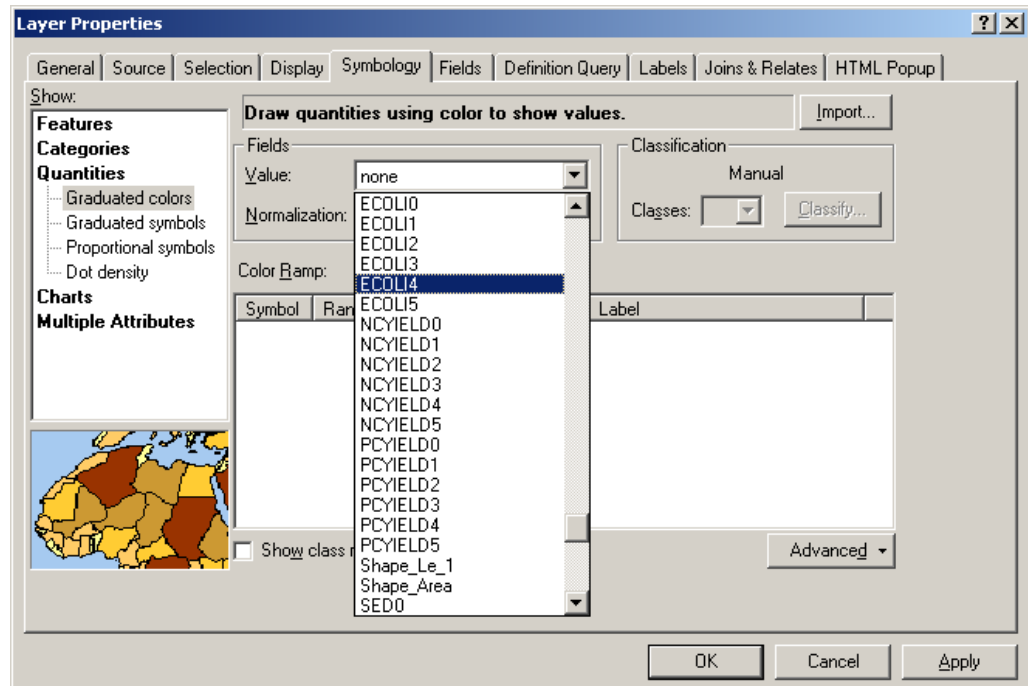 Layer Properties
General Source Selection Display Symbology Fields Definition Query Labels Joins & Relates HTML Popup
Show:
Features
Categories
Quantities
Graduated colors
Graduated symbols
Proportional symbols
Dot density
Charts
Multiple Attributes
Draw quantities using color to show values.
Import...
Fields
Value: none
Normalization:
Classification
Manual
Classes:
Classify...
Color Ramp:
Symbol Ran Label
ECOLI0
ECOLI1
ECOLI2
ECOLI3
ECOLI4
ECOLI5
NCYIELD0
NCYIELD1
NCYIELD2
NCYIELD3
NCYIELD4
NCYIELD5
PCYIELD0
PCYIELD1
PCYIELD2
PCYIELD3
PCYIELD4
PCYIELD5
Shape_Le_1
Shape_Area
SED0
Show class r
Advanced
OK Cancel Apply